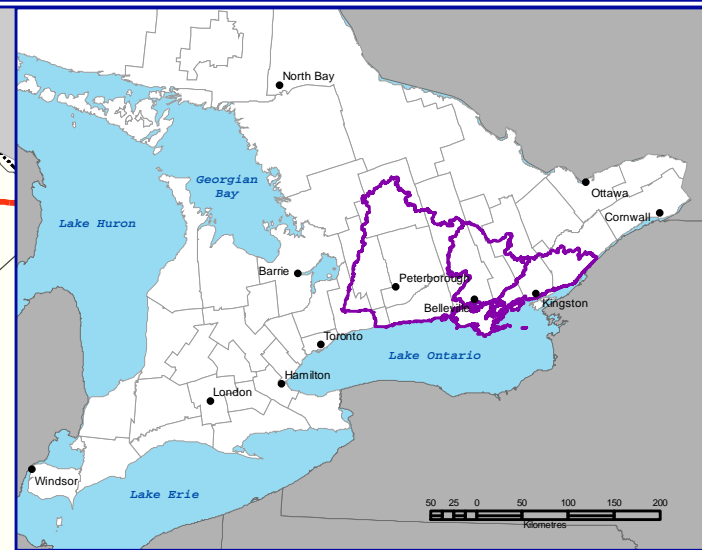 North Bay
Georgian
Bay
Ottawa
Cornwall
Lake Huron
Barrie
Peterborough
Belleville
Kingston
Toronto
Lake Ontario
Hamilton
London
Windsor
Lake Erie
50 25 0 50 100 150 200
Kilometres